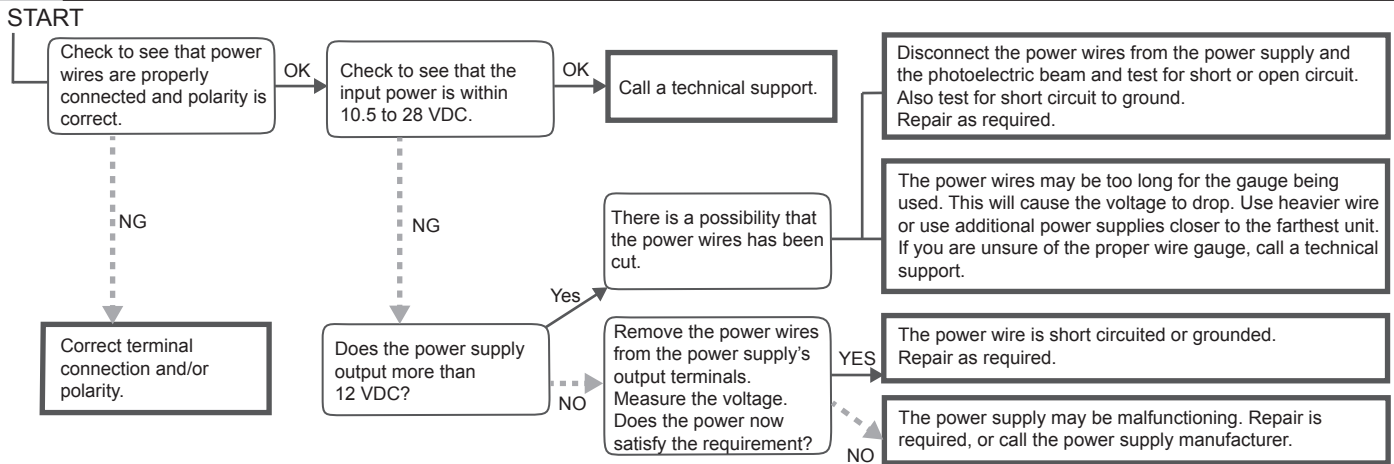 START
Check to see that power
wires are properly
connected and polarity is
correct.
OK
Check to see that the
input power is within
10.5 to 28 VDC.
OK
Call a technical support.
Disconnect the power wires from the power supply and
the photoelectric beam and test for short or open circuit.
Also test for short circuit to ground.
Repair as required.
The power wires may be too long for the gauge being
used. This will cause the voltage to drop. Use heavier wire
or use additional power supplies closer to the farthest unit.
If you are unsure of the proper wire gauge, call a technical
support.
There is a possibility that
the power wires has been
cut.
NG
NG
Yes
Correct terminal
connection and/or
polarity.
Does the power supply
output more than
12 VDC?
NO
Remove the power wires
from the power supply's
output terminals.
Measure the voltage.
Does the power now
satisfy the requirement?
YES
The power wire is short circuited or grounded.
Repair as required.
NO
The power supply may be malfunctioning. Repair is
required, or call the power supply manufacturer.